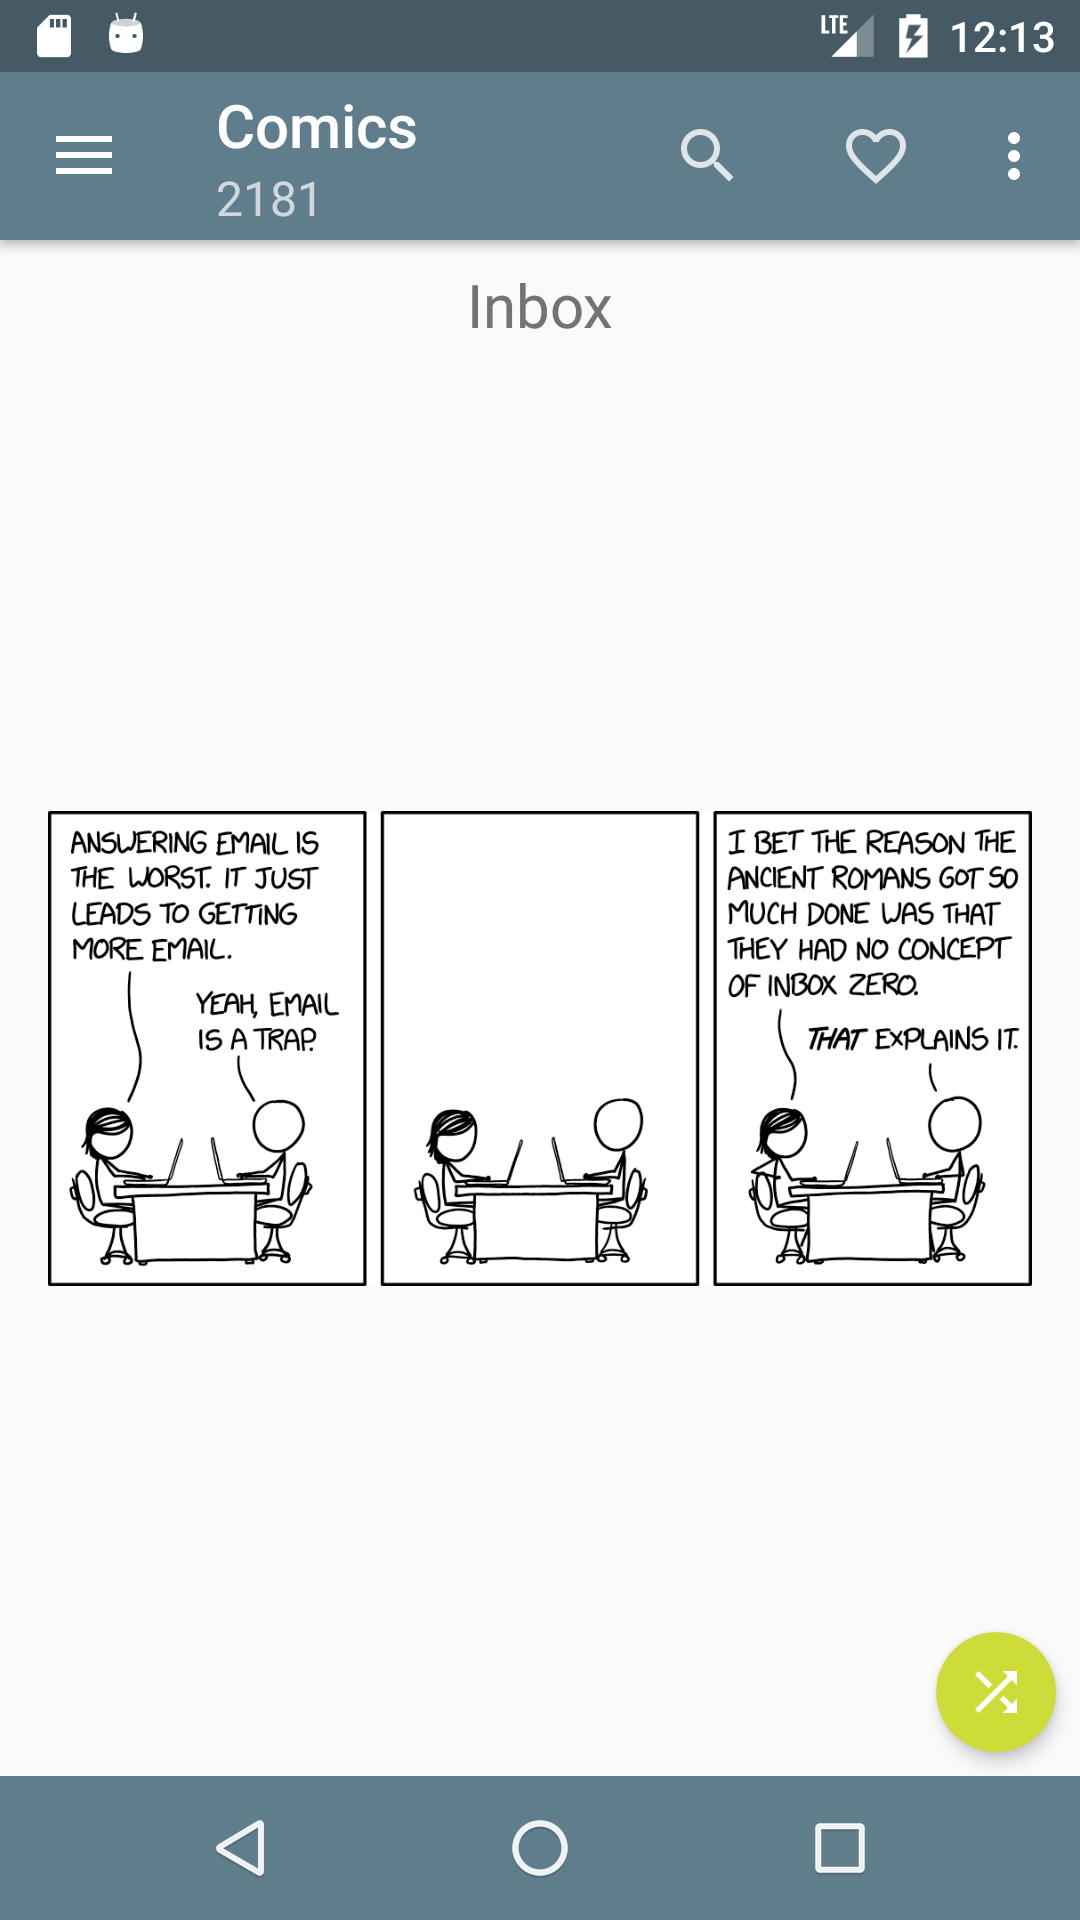 LTE 12:13
Comics
2181
Inbox
ANSWERING EMAIL IS
THE WORST. IT JUST
LEADS TO GETTING
MORE EMAIL.
YEAH, EMAIL
IS A TRAP.
I BET THE REASON THE
ANCIENT ROMANS GOT SO
MUCH DONE WAS THAT
THEY HAD NO CONCEPT
OF INBOX ZERO.
THAT EXPLAINS IT.